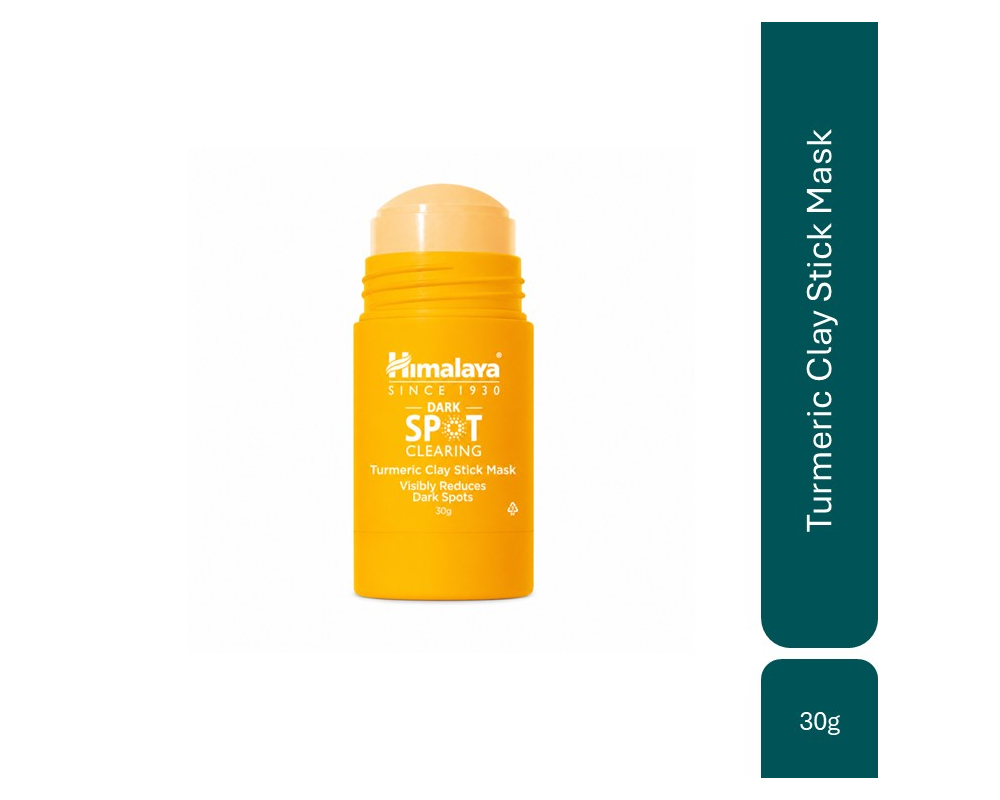 Himalaya®
SINCE 1930
DARK
SPOT
CLEARING
Turmeric Clay Stick Mask
Visibly Reduces
Dark Spots
30g
Turmeric Clay Stick Mask
30g